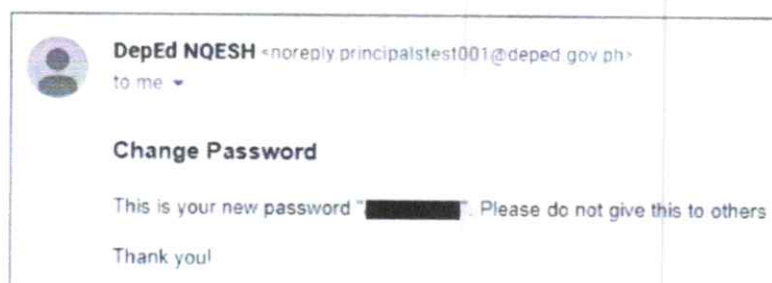 DepEd NQESH <noreply.principalstest001@deped.gov.ph>
to me
Change Password
This is your new password "". Please do not give this to others
Thank you!